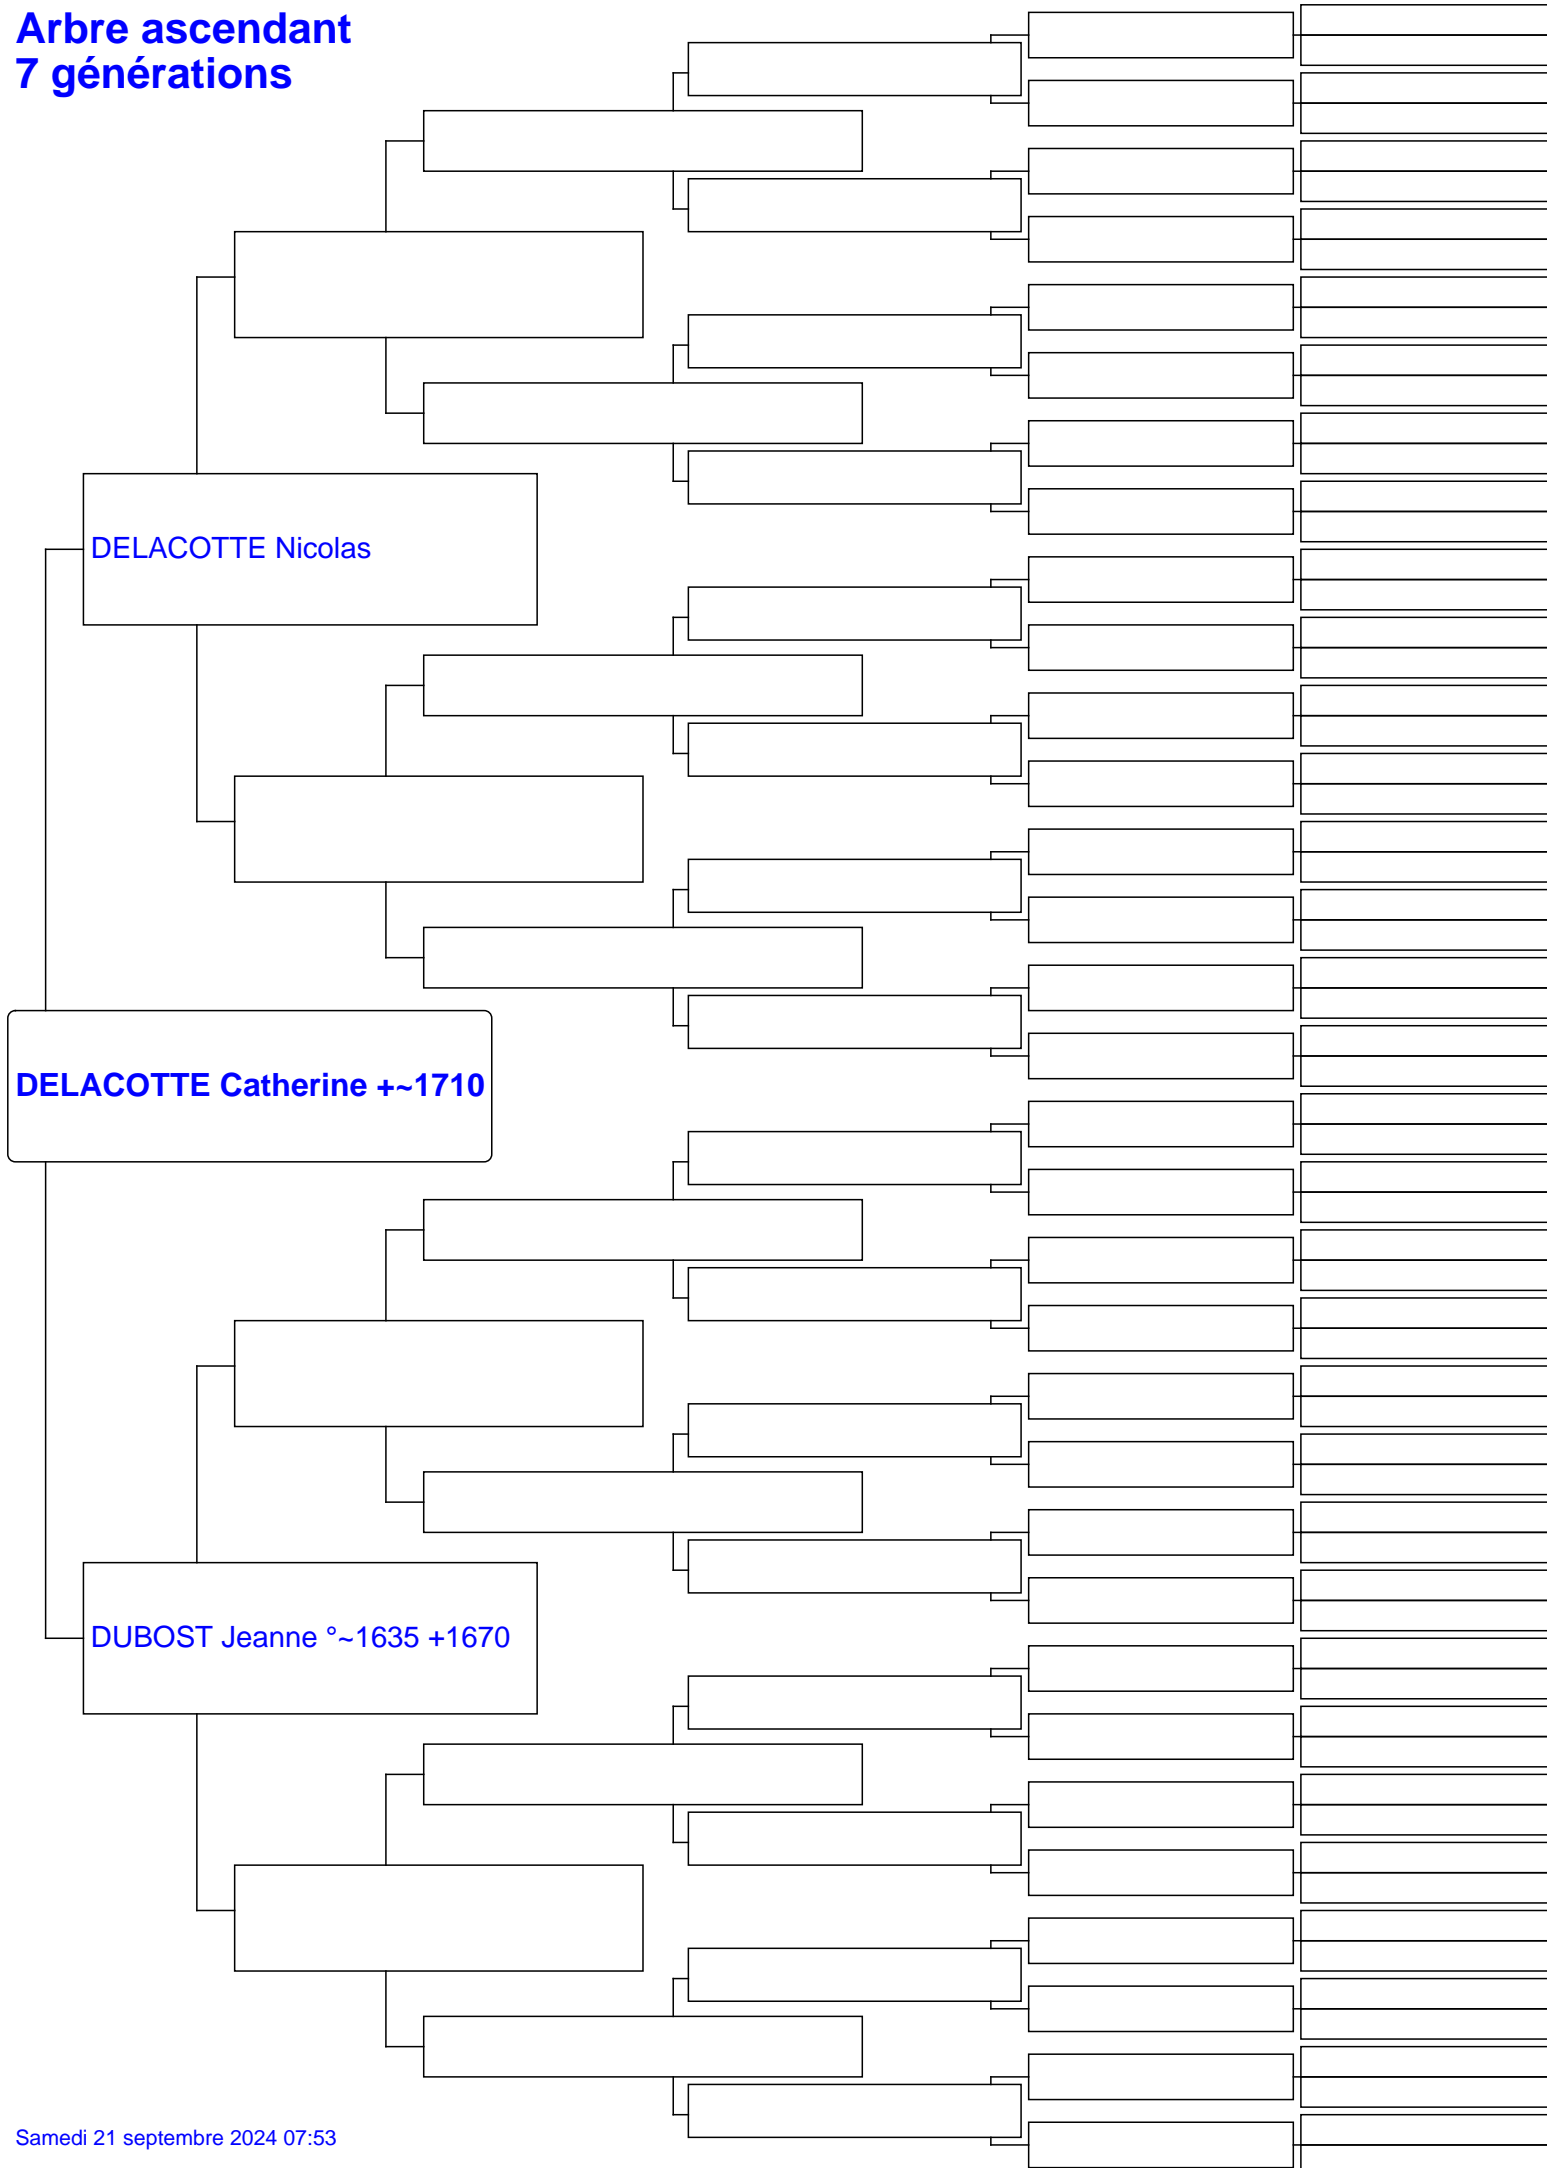 Arbre ascendant
7 générations
DELACOTTE Nicolas
DELACOTTE Catherine +~1710
DUBOST Jeanne °~1635 +1670
Samedi 21 septembre 2024 07:53